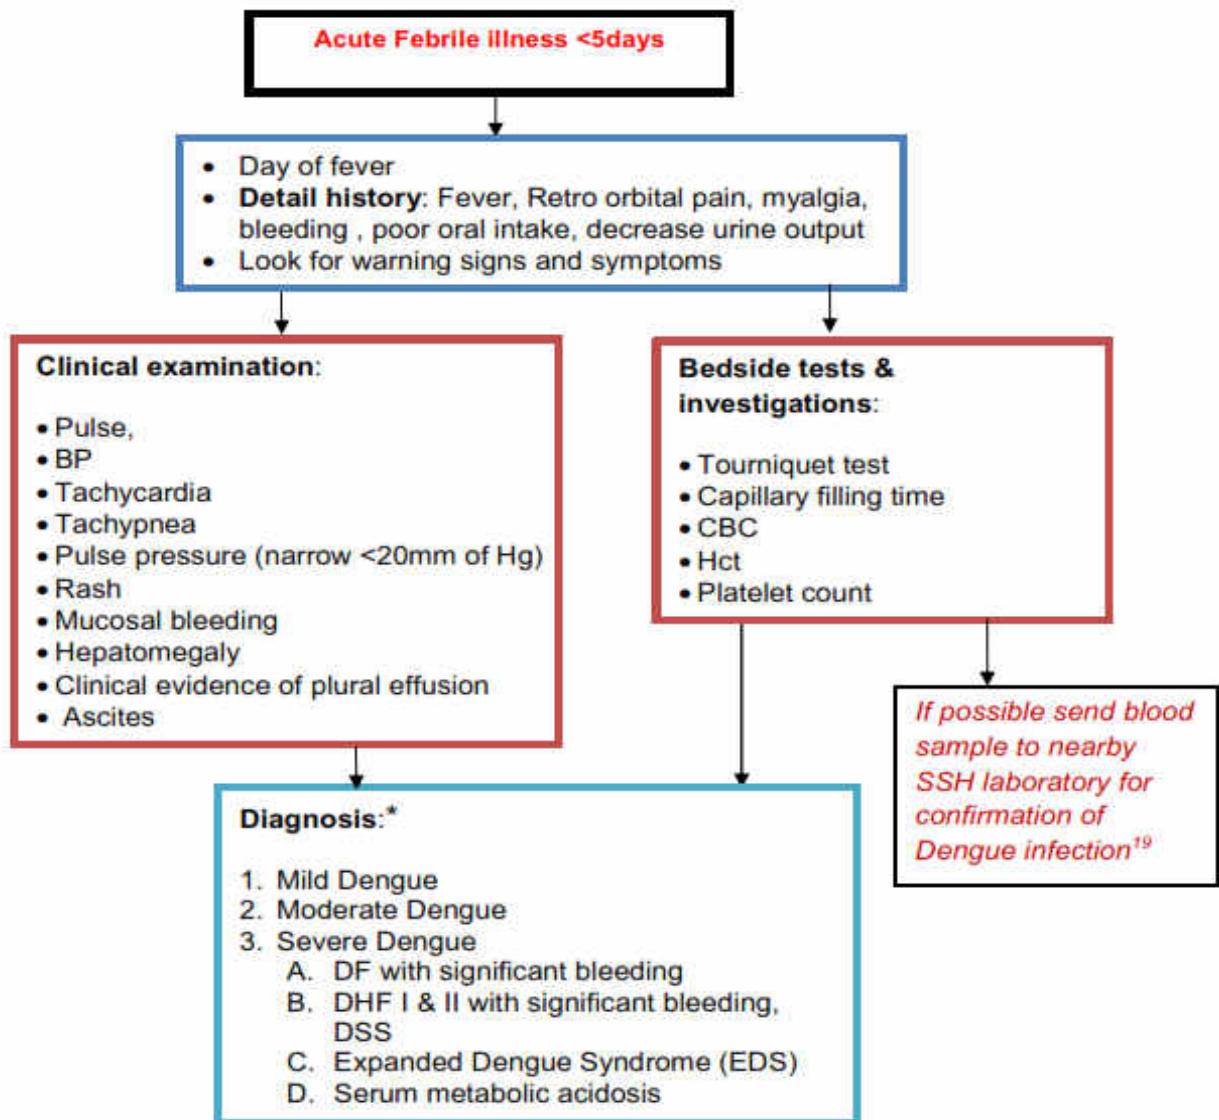 Acute Febrile illness <5days
• Day of fever
• Detail history: Fever, Retro orbital pain, myalgia,
bleeding , poor oral intake, decrease urine output
• Look for warning signs and symptoms
Clinical examination:
• Pulse,
• BP
• Tachycardia
• Tachypnea
• Pulse pressure (narrow <20mm of Hg)
• Rash
• Mucosal bleeding
• Hepatomegaly
• Clinical evidence of plural effusion
• Ascites
Bedside tests &
investigations:
• Tourniquet test
• Capillary filling time
• CBC
• Hct
• Platelet count
If possible send blood
sample to nearby
SSH laboratory for
confirmation of
Dengue infection19
Diagnosis:*
1. Mild Dengue
2. Moderate Dengue
3. Severe Dengue
A. DF with significant bleeding
B. DHF I & II with significant bleeding,
DSS
C. Expanded Dengue Syndrome (EDS)
D. Serum metabolic acidosis